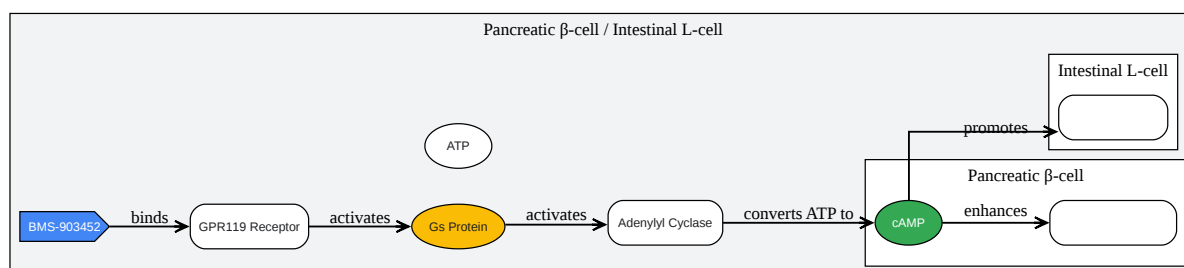 Pancreatic β-cell / Intestinal L-cell
Intestinal L-cell
promotes
ATP
Pancreatic β-cell
BMS-903452
binds
GPR119 Receptor
activates
Gs Protein
activates
Adenylyl Cyclase
converts ATP to
cAMP
enhances